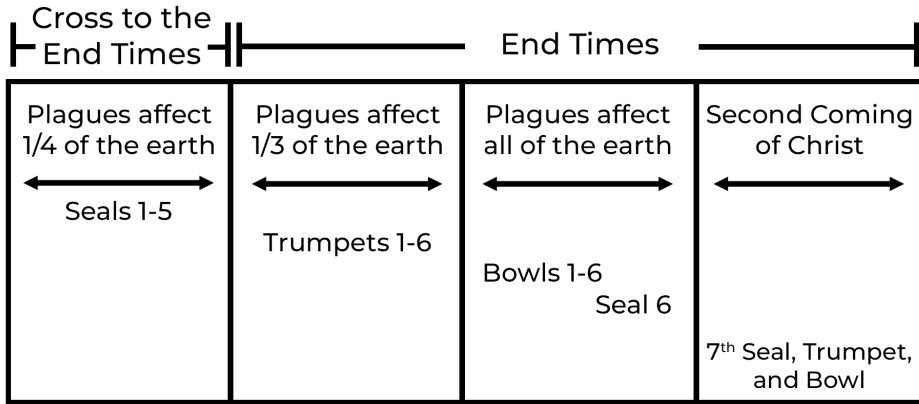 Cross to the
End Times
End Times
Plagues affect
1/4 of the earth
Seals 1-5
Plagues affect
1/3 of the earth
Trumpets 1-6
Plagues affect
all of the earth
Bowls 1-6
Seal 6
Second Coming
of Christ
7th Seal, Trumpet,
and Bowl